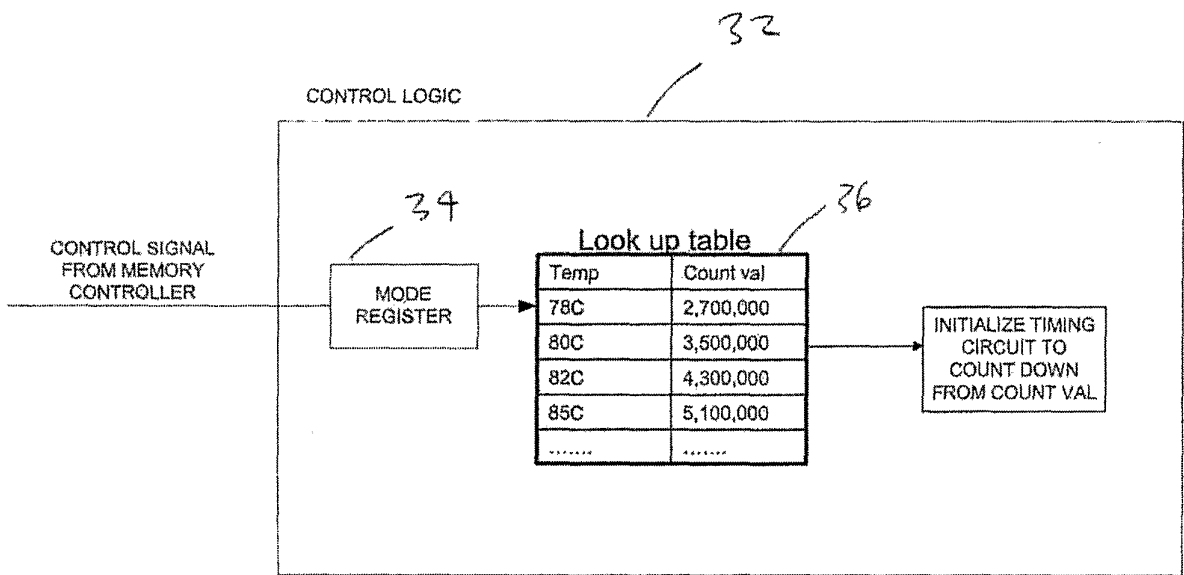 32
CONTROL LOGIC
34
36
CONTROL SIGNAL
FROM MEMORY
CONTROLLER
MODE
REGISTER
Look up table
Temp Count val
78C 2,700,000
80C 3,500,000
82C 4,300,000
85C 5,100,000
....... .......
INITIALIZE TIMING
CIRCUIT TO
COUNT DOWN
FROM COUNT VAL